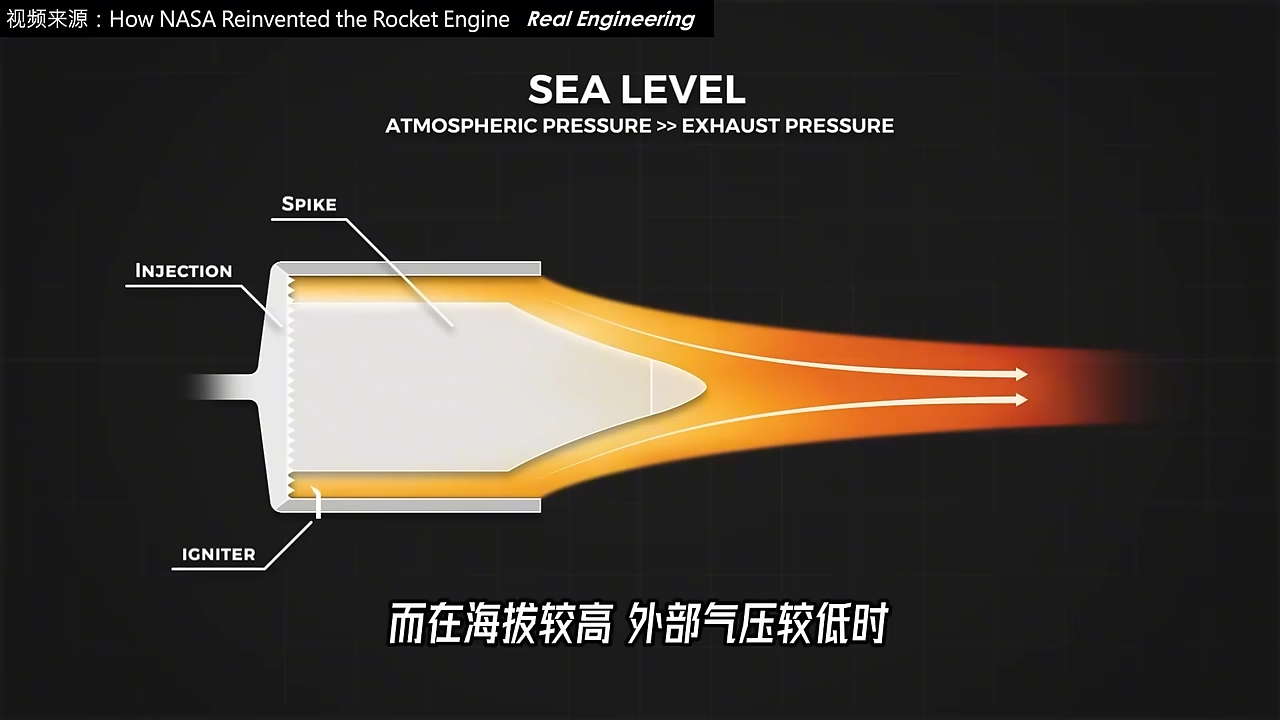 视频来源：How NASA Reinvented the Rocket Engine Real Engineering
SEA LEVEL
ATMOSPHERIC PRESSURE >> EXHAUST PRESSURE
SPIKE
INJECTION
IGNITER
而在海拔较高 外部气压较低时